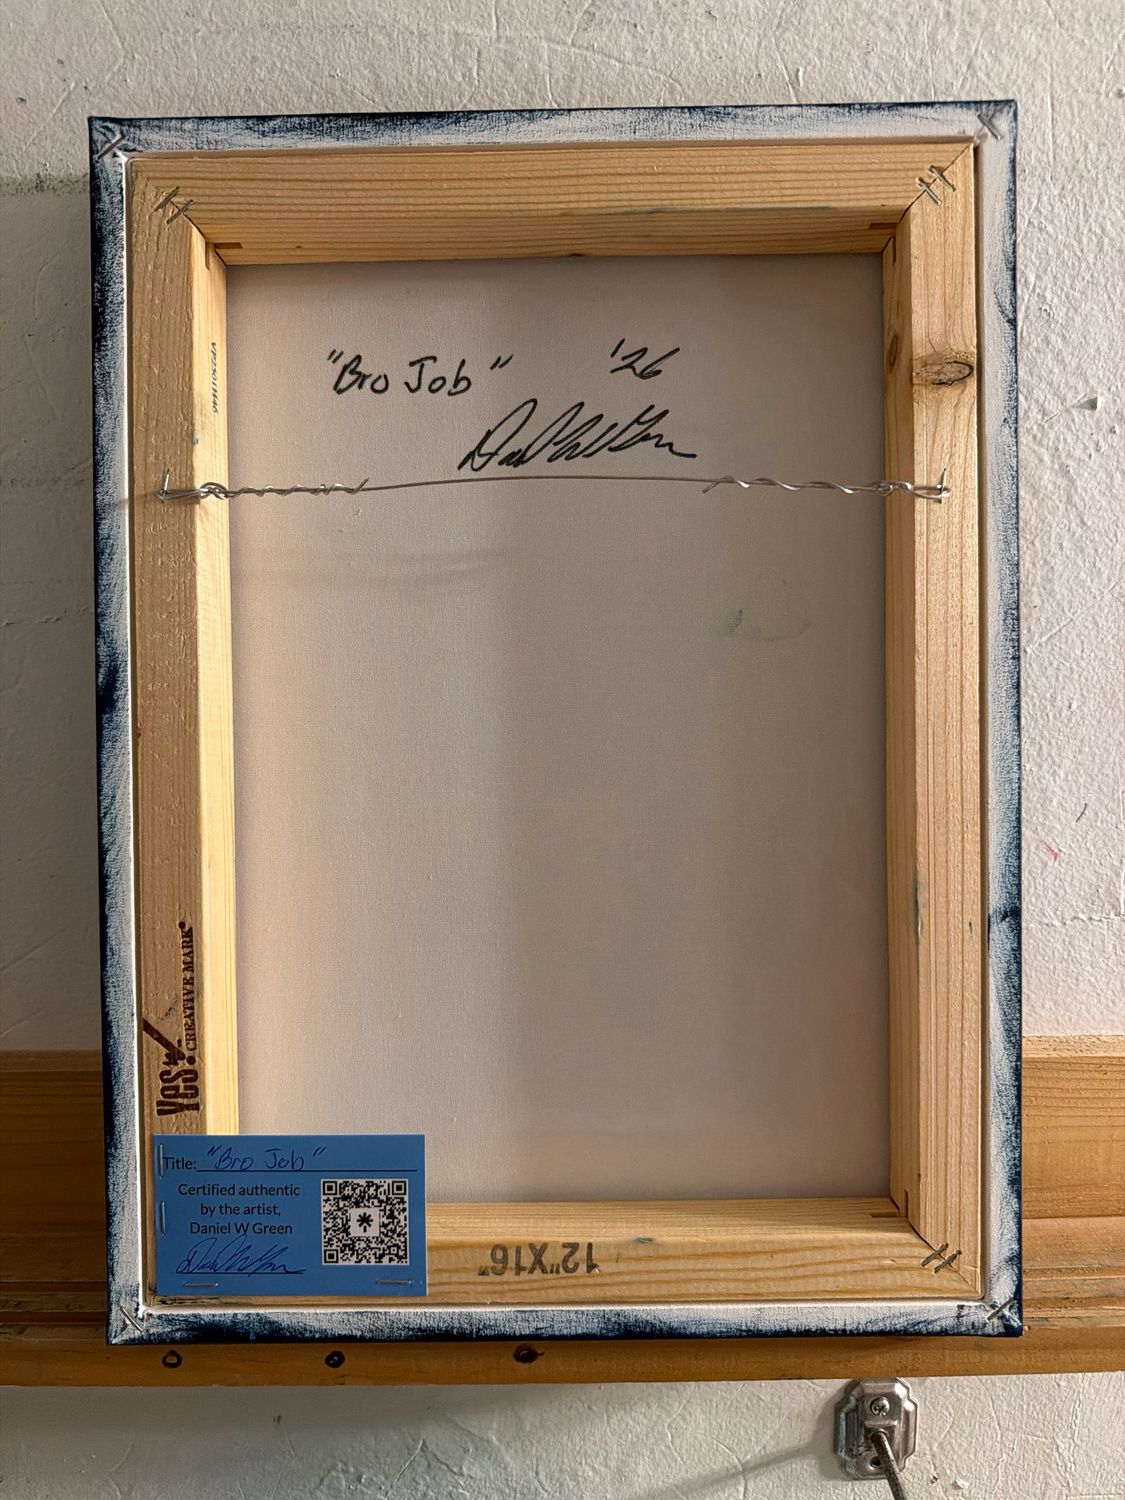 "Bro Job" '26
Yes!
CREATIVE MARK®
Title: "Bro Job"
Certified authentic
by the artist,
Daniel W Green
12"X16"